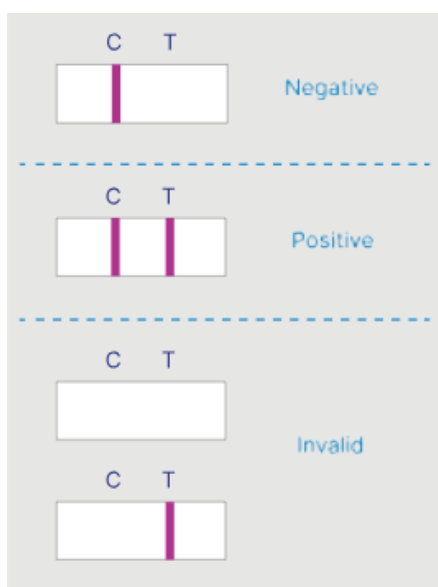 C T
Negative
C T
Positive
C T
Invalid
C T